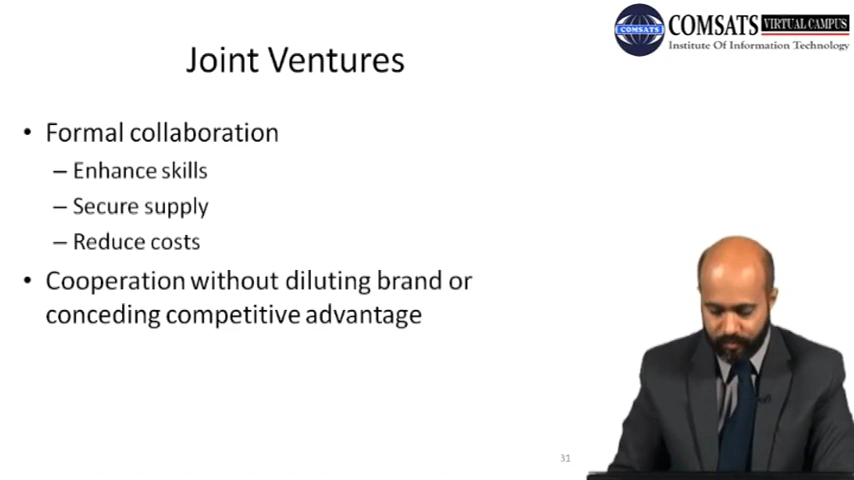 COMSATS
COMSATS VIRTUAL CAMPUS
Institute Of Information Technology
Joint Ventures
• Formal collaboration
– Enhance skills
– Secure supply
– Reduce costs
• Cooperation without diluting brand or
conceding competitive advantage
31